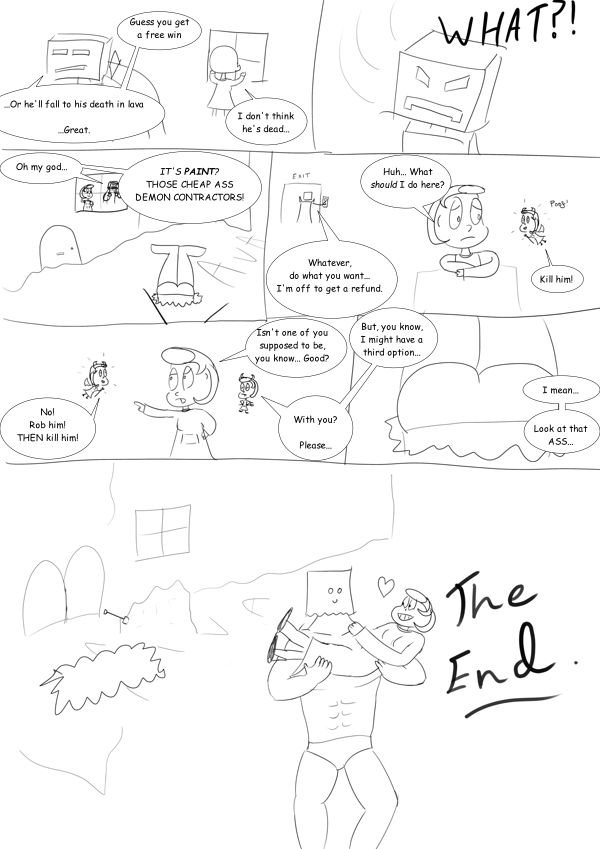 Guess you get
a free win
...Or he'll fall to his death in lava
...Great.
I don't think
he's dead...
WHAT?!
Oh my god...
IT'S PAINT?
THOSE CHEAP ASS
DEMON CONTRACTORS!
EXIT
Whatever,
do what you want...
I'm off to get a refund.
Huh... What
should I do here?
Poof!
Kill him!
No!
Rob him!
THEN kill him!
Isn't one of you
supposed to be,
you know... Good?
With you?
Please...
But, you know,
I might have a
third option...
I mean...
Look at that
ASS...
The
End.